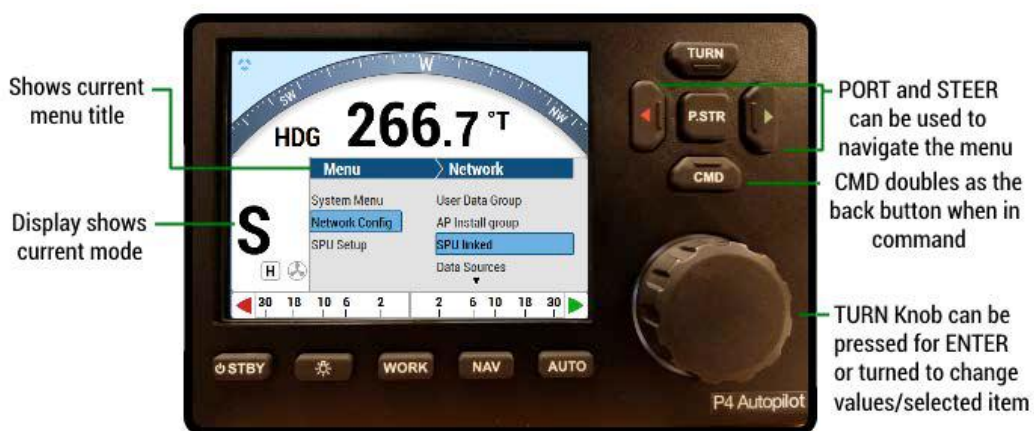 Shows current
menu title
Display shows
current mode
W
SW
NW
HDG 266.7 °T
Menu Network
System Menu User Data Group
Network Config AP Install group
SPU Setup SPU linked
Data Sources
S
H
30 18 10 6 2 2 6 10 18 30
STBY WORK NAV AUTO
TURN
P.STR
CMD
P4 Autopilot
PORT and STEER
can be used to
navigate the menu
CMD doubles as the
back button when in
command
TURN Knob can be
pressed for ENTER
or turned to change
values/selected item